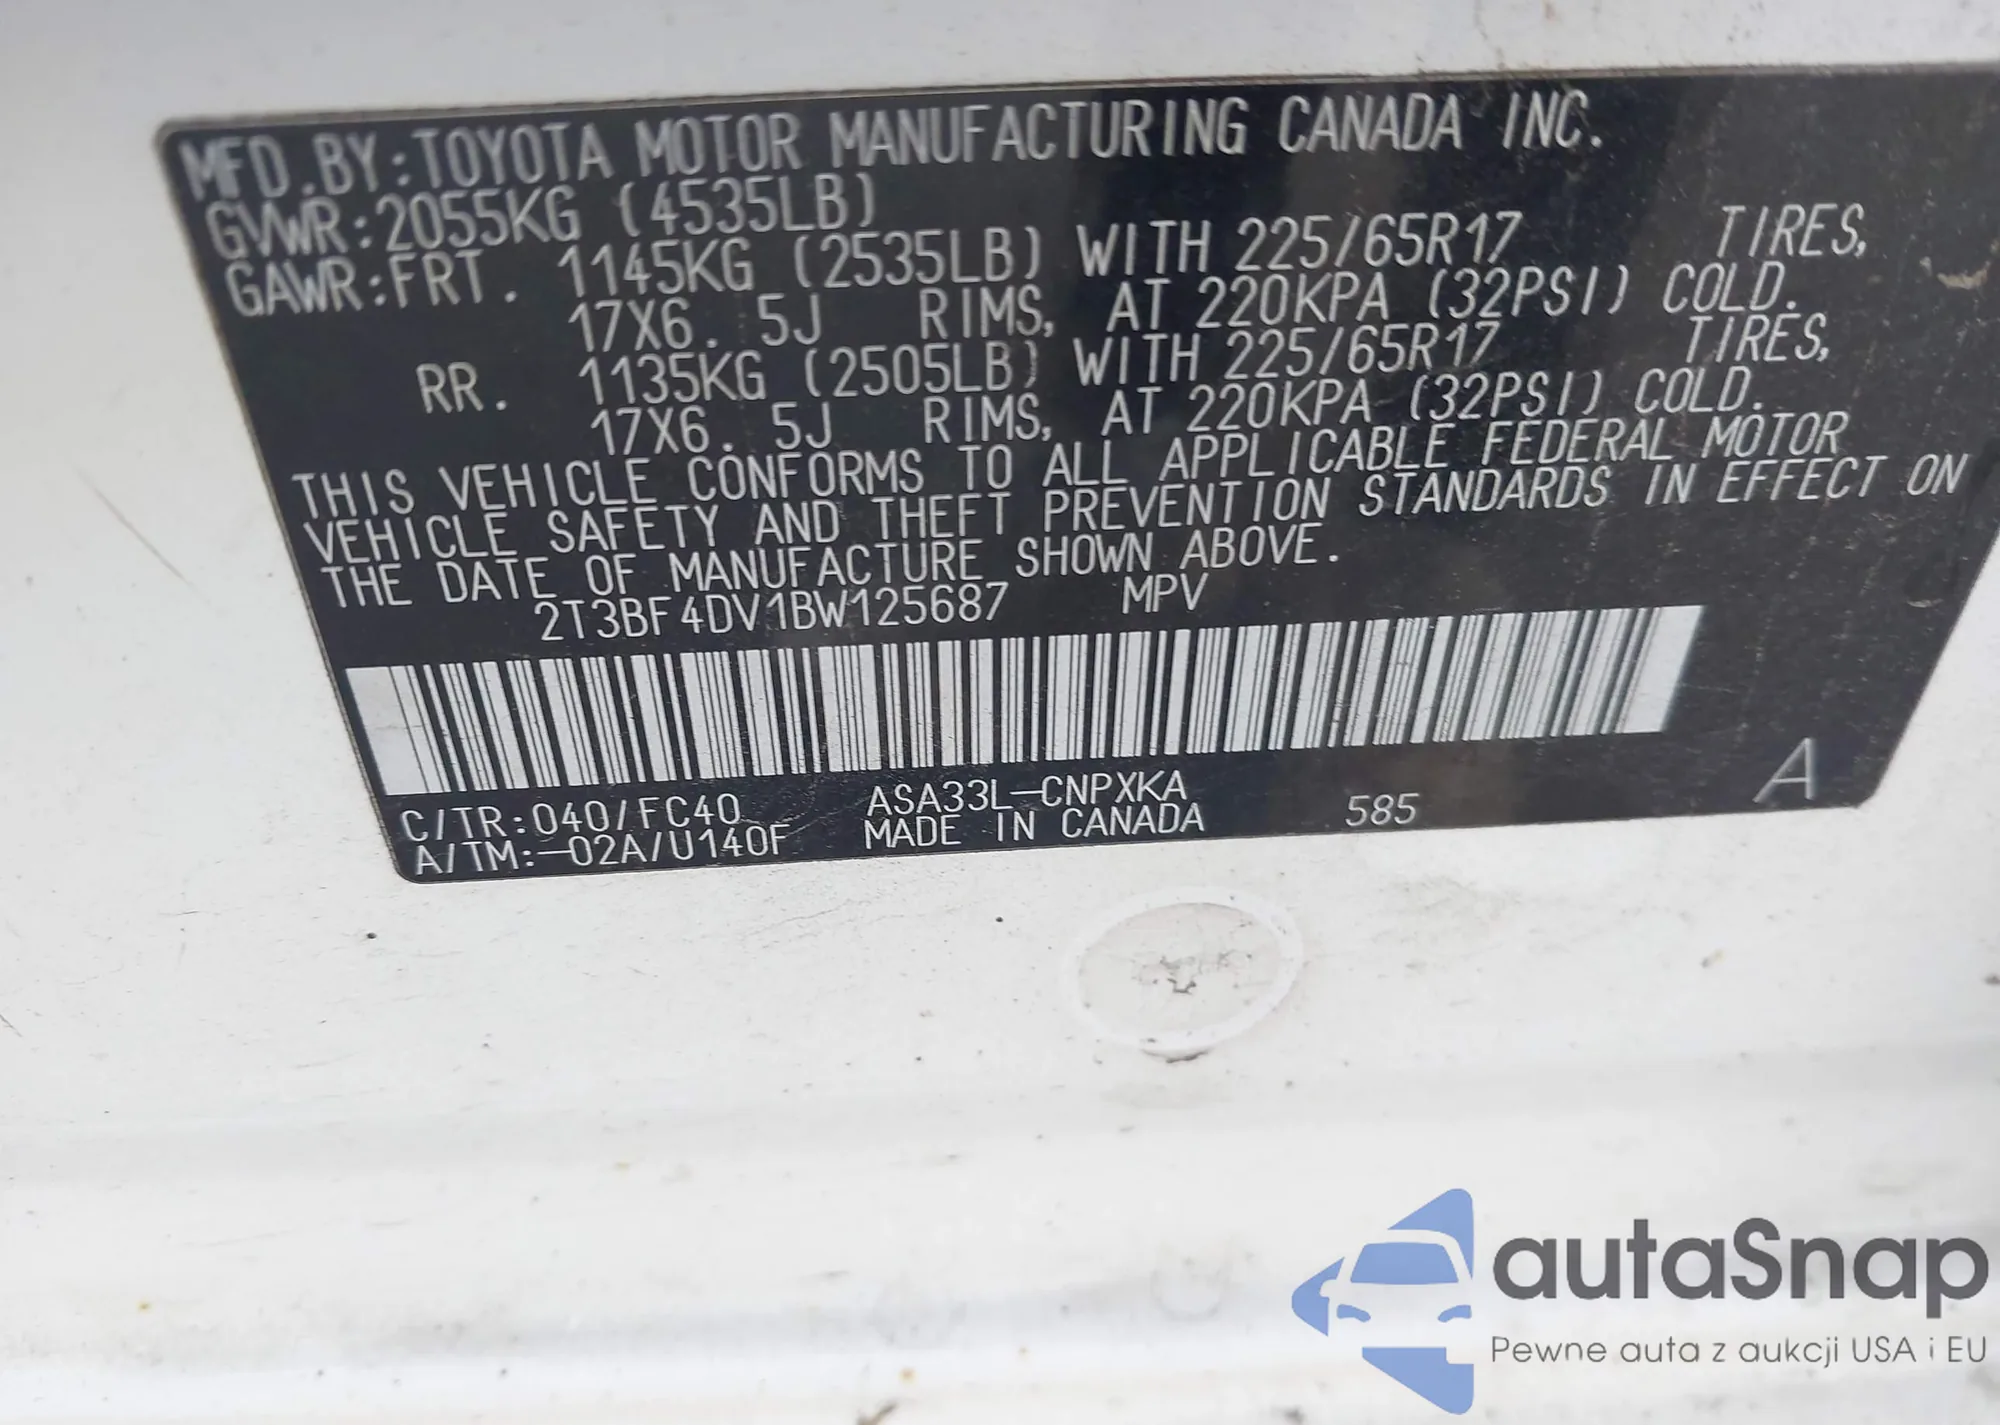 MFD.BY:TOYOTA MOTOR MANUFACTURING CANADA INC.
GVWR:2055KG (4535LB)
GAWR:FRT. 1145KG (2535LB) WITH 225/65R17 TIRES,
17X6.5J RIMS, AT 220KPA (32PSI) COLD.
RR. 1135KG (2505LB) WITH 225/65R17 TIRES,
17X6.5J RIMS, AT 220KPA (32PSI) COLD.
THIS VEHICLE CONFORMS TO ALL APPLICABLE FEDERAL MOTOR
VEHICLE SAFETY AND THEFT PREVENTION STANDARDS IN EFFECT ON
THE DATE OF MANUFACTURE SHOWN ABOVE.
2T3BF4DV1BW125687 MPV
C/TR:040/FC40 ASA33L-CNPXKA
A/TM:-02A/U140F MADE IN CANADA 585 A
autaSnap
Pewne auta z aukcji USA i EU